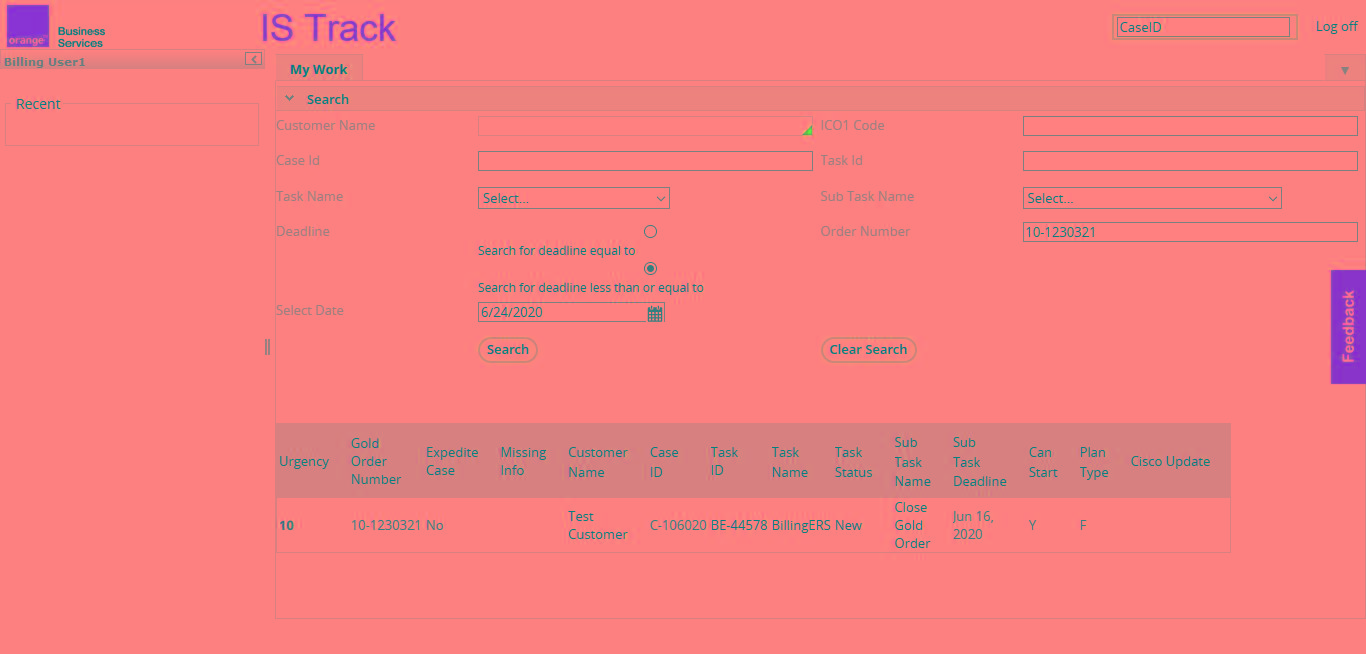 orange™
Business
Services
IS Track
CaseID
Log off
Billing User1
My Work
Recent
Search
Customer Name
ICO1 Code
Case Id
Task Id
Task Name
Select...
Sub Task Name
Select...
Deadline
Search for deadline equal to
Search for deadline less than or equal to
Order Number
10-1230321
Select Date
6/24/2020
Search
Clear Search
Feedback
Urgency
Gold
Order
Number
Expedite
Case
Missing
Info
Customer
Name
Case
ID
Task
ID
Task
Name
Task
Status
Sub
Task
Name
Sub
Task
Deadline
Can
Start
Plan
Type
Cisco Update
10
10-1230321
No
Test
Customer
C-106020
BE-44578
BillingERS
New
Close
Gold
Order
Jun 16,
2020
Y
F